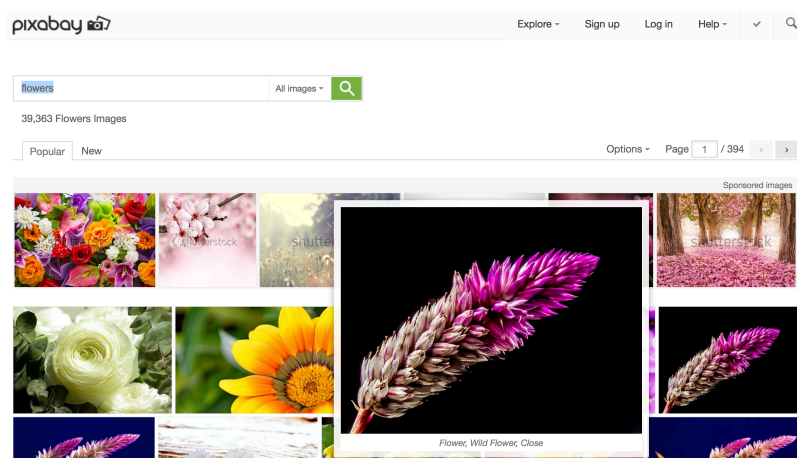 pixabay
Explore Sign up Log in Help
flowers All images
39,363 Flowers Images
Popular New Options Page 1 / 394 ‹ ›
Sponsored images
shutterstock shutterstock shutte shutterstock
Flower, Wild Flower, Close